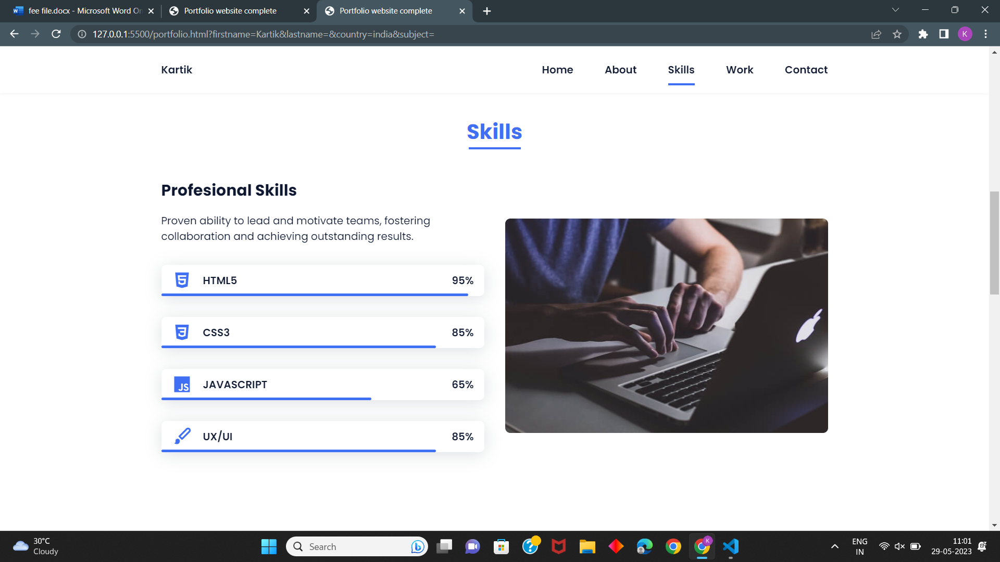 fee file.docx - Microsoft Word On
Portfolio website complete
Portfolio website complete
127.0.0.1:5500/portfolio.html?firstname=Kartik&lastname=&country=india&subject=
K
Kartik
Home
About
Skills
Work
Contact
Skills
Profesional Skills
Proven ability to lead and motivate teams, fostering
collaboration and achieving outstanding results.
HTML5
95%
CSS3
85%
JS
JAVASCRIPT
65%
UX/UI
85%
30°C
Cloudy
Search
K
ENG
IN
11:01
29-05-2023